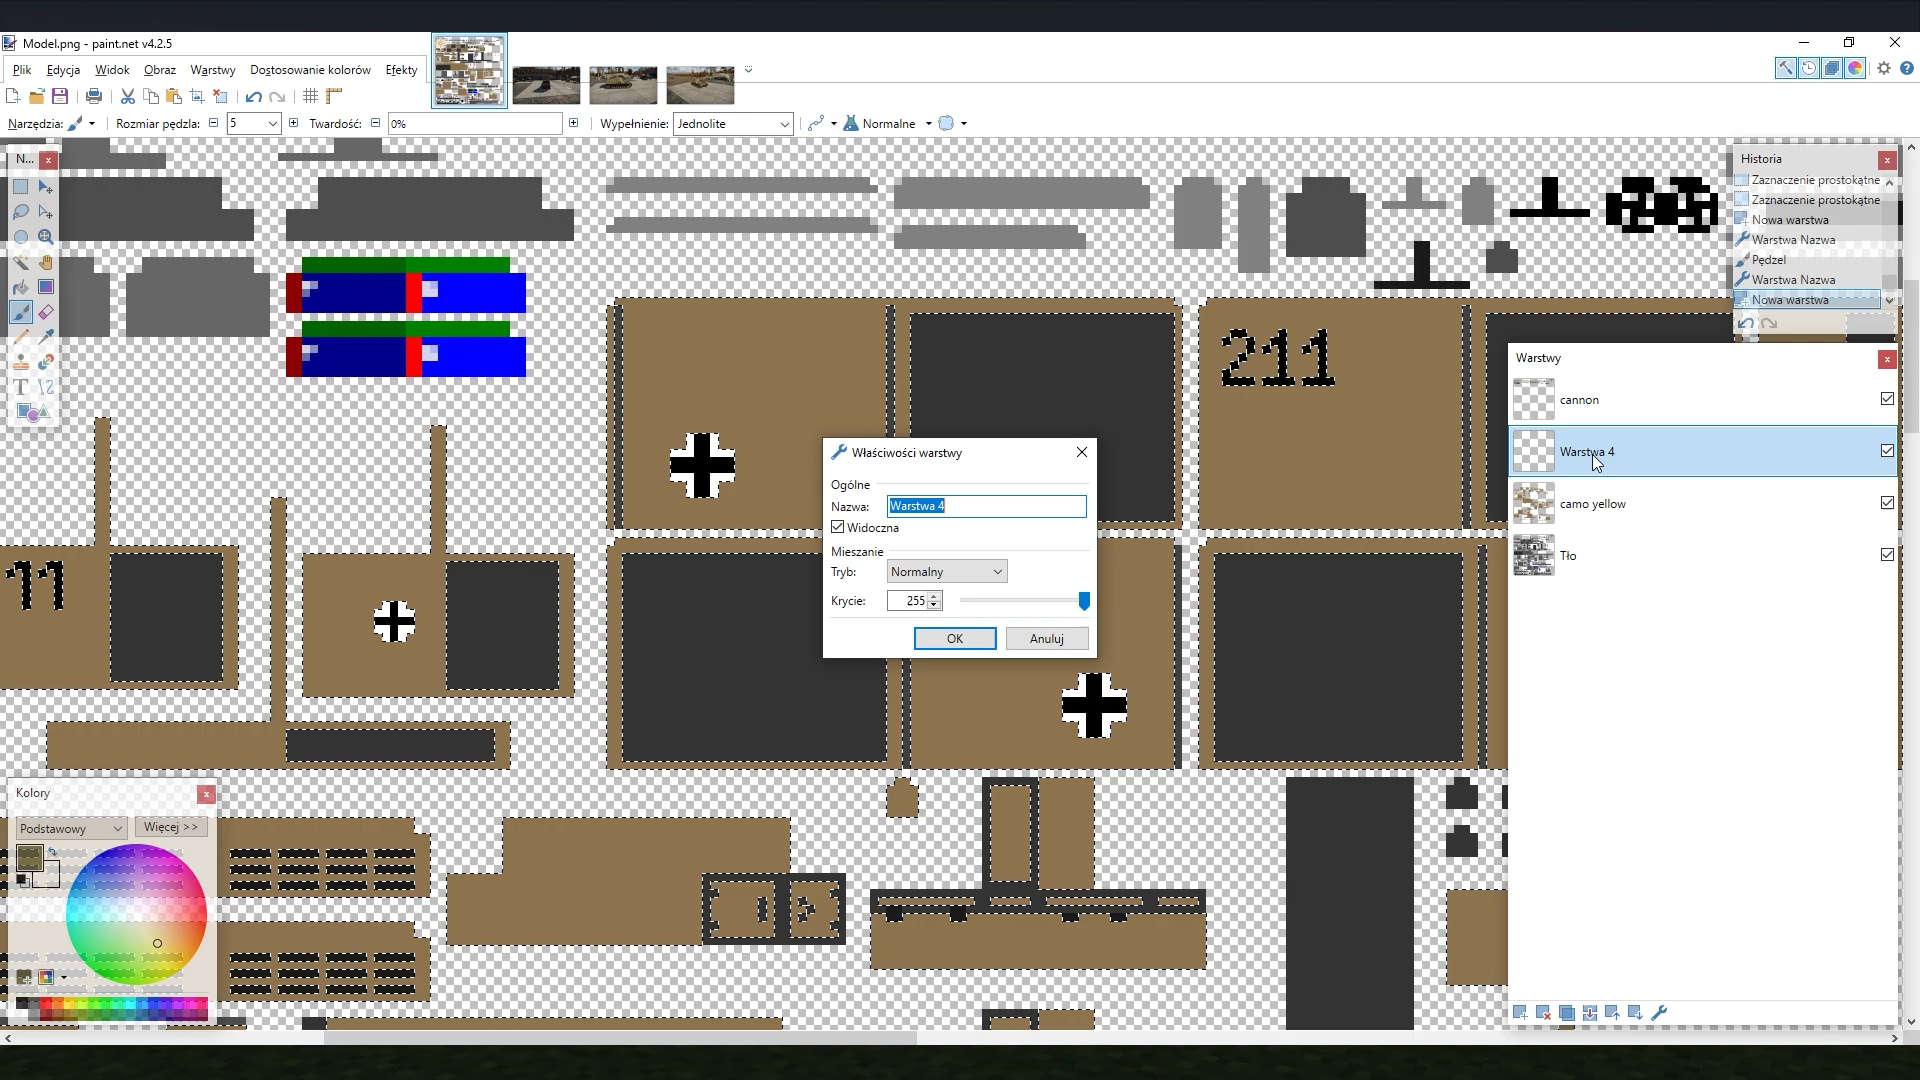 Model.png - paint.net v4.2.5
Plik Edycja Widok Obraz Warstwy Dostosowanie kolorów Efekty
Narzędzia: Rozmiar pędzla: 5 Twardość: 0% Wypełnienie: Jednolite Normalne
N...
Historia
Zaznaczenie prostokątne
Zaznaczenie prostokątne
Nowa warstwa
Warstwa Nazwa
Pędzel
Warstwa Nazwa
Nowa warstwa
211
11
Warstwy
cannon
Warstwa 4
camo yellow
Tło
Właściwości warstwy
Ogólne
Nazwa: Warstwa 4
Widoczna
Mieszanie
Tryb: Normalny
Krycie: 255
OK Anuluj
Kolory
Podstawowy Więcej >>